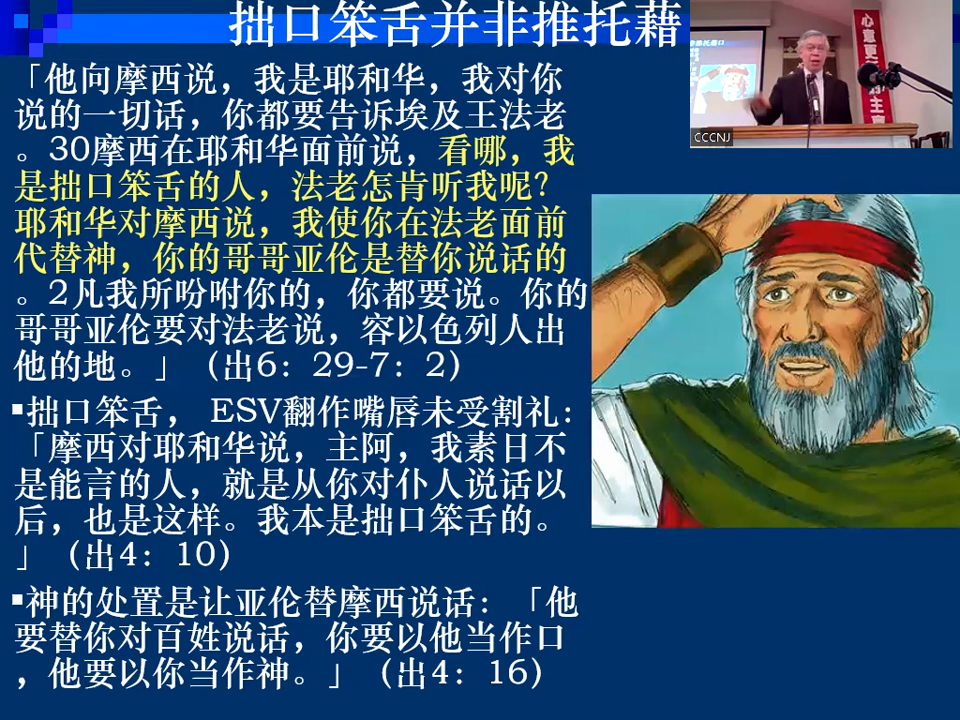 拙口笨舌并非推托藉
「他向摩西说，我是耶和华，我对你
说的一切话，你都要告诉埃及王法老
。30摩西在耶和华面前说，看哪，我
是拙口笨舌的人，法老怎肯听我呢？
耶和华对摩西说，我使你在法老面前
代替神，你的哥哥亚伦是替你说话的
。2凡我所吩咐你的，你都要说。你的
哥哥亚伦要对法老说，容以色列人出
他的地。」（出6：29-7：2）
▪拙口笨舌， ESV翻作嘴唇未受割礼：
「摩西对耶和华说，主阿，我素日不
是能言的人，就是从你对仆人说话以
后，也是这样。我本是拙口笨舌的。
」（出4：10）
▪神的处置是让亚伦替摩西说话：「他
要替你对百姓说话，你要以他当作口
，他要以你当作神。」（出4：16）
CCCNJ
心意更